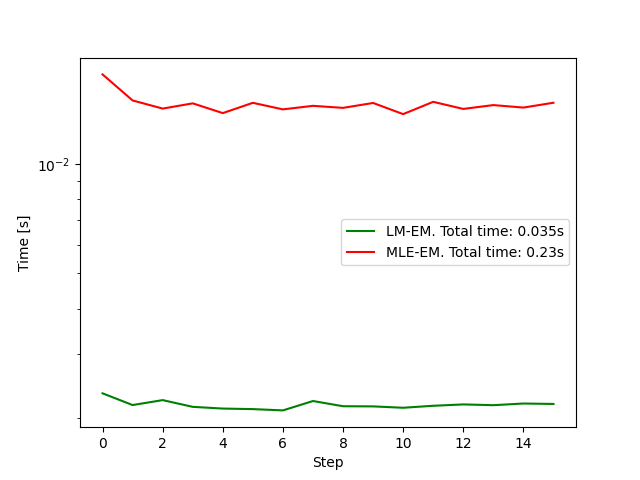 10⁻²
Time [s]
LM-EM. Total time: 0.035s
MLE-EM. Total time: 0.23s
0 2 4 6 8 10 12 14
Step